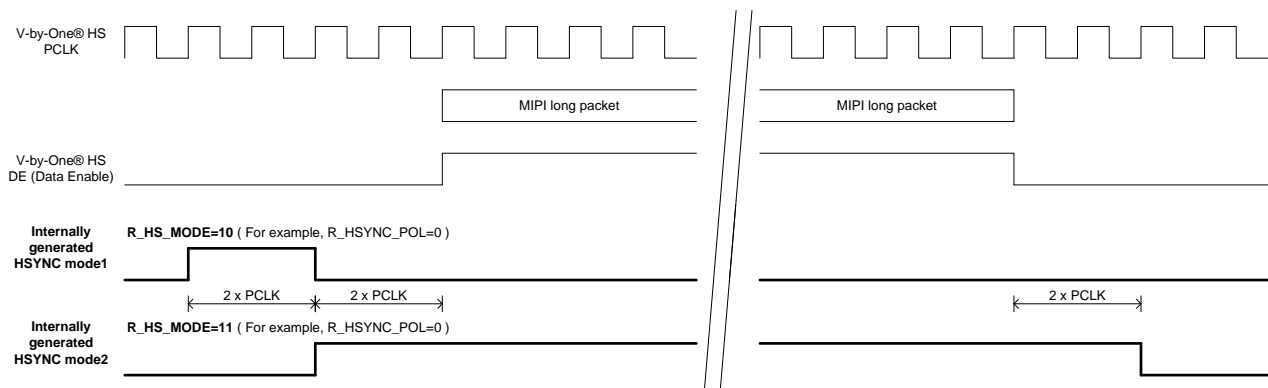 V-by-One® HS
PCLK
MIPI long packet
MIPI long packet
V-by-One® HS
DE (Data Enable)
Internally
generated
HSYNC mode1
R_HS_MODE=10 ( For example, R_HSYNC_POL=0 )
2 x PCLK
2 x PCLK
2 x PCLK
Internally
generated
HSYNC mode2
R_HS_MODE=11 ( For example, R_HSYNC_POL=0 )